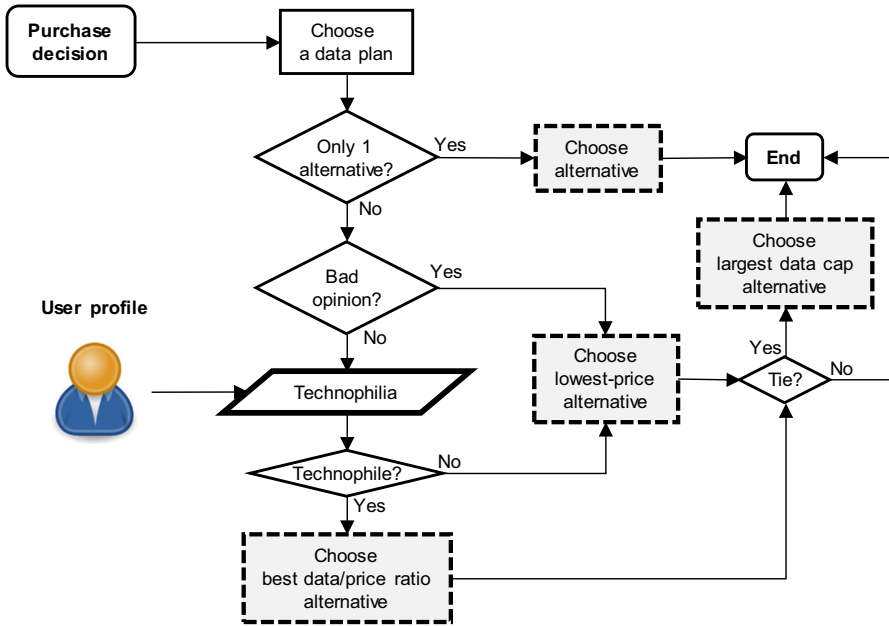 Purchase
decision
Choose
a data plan
Only 1
alternative?
Yes
Choose
alternative
End
No
Bad
opinion?
Yes
Choose
largest data cap
alternative
User profile
No
Choose
lowest-price
alternative
Yes
Tie?
No
Technophilia
Technophile?
No
Yes
Choose
best data/price ratio
alternative